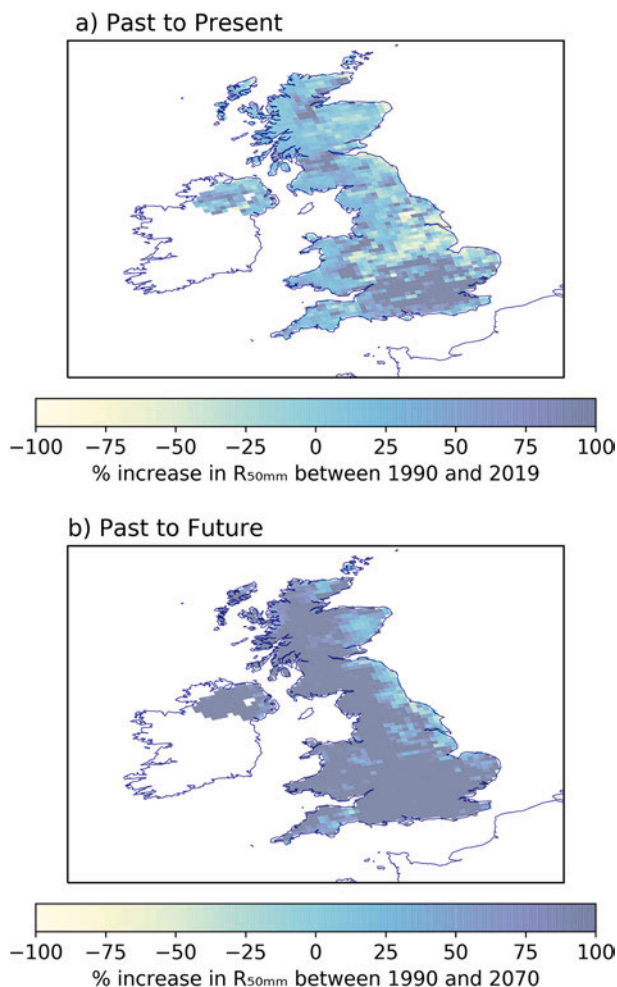 a) Past to Present
−100 −75 −50 −25 0 25 50 75 100
% increase in R50mm between 1990 and 2019
b) Past to Future
−100 −75 −50 −25 0 25 50 75 100
% increase in R50mm between 1990 and 2070